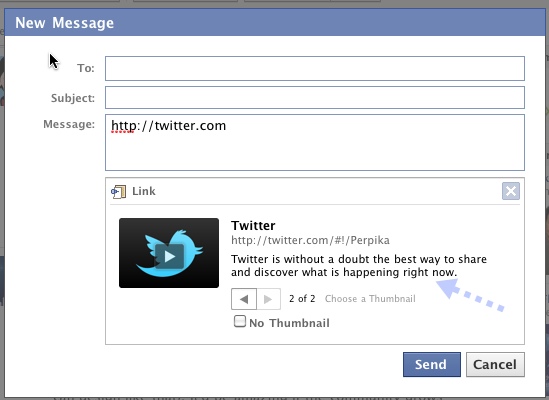 New Message
To:
Subject:
Message:
http://twitter.com
Link
Twitter
http://twitter.com/#!/Perpika
Twitter is without a doubt the best way to share
and discover what is happening right now.
2 of 2 Choose a Thumbnail
No Thumbnail
Send Cancel